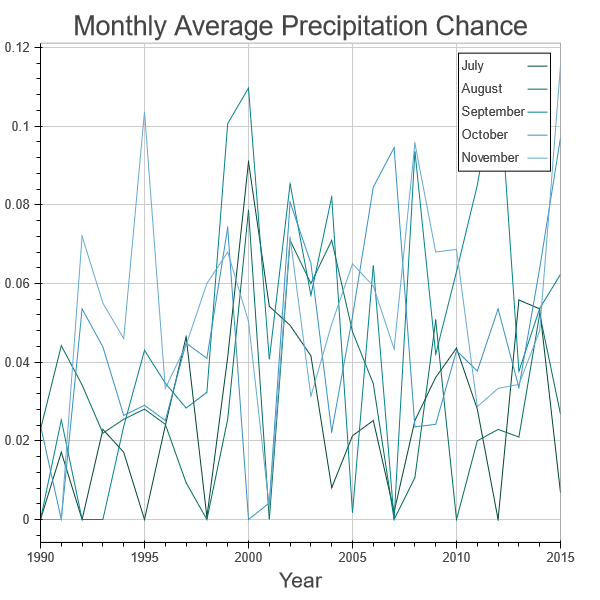 Monthly Average Precipitation Chance
0.12
0.1
0.08
0.06
0.04
0.02
0
July
August
September
October
November
1990 1995 2000 2005 2010 2015
Year